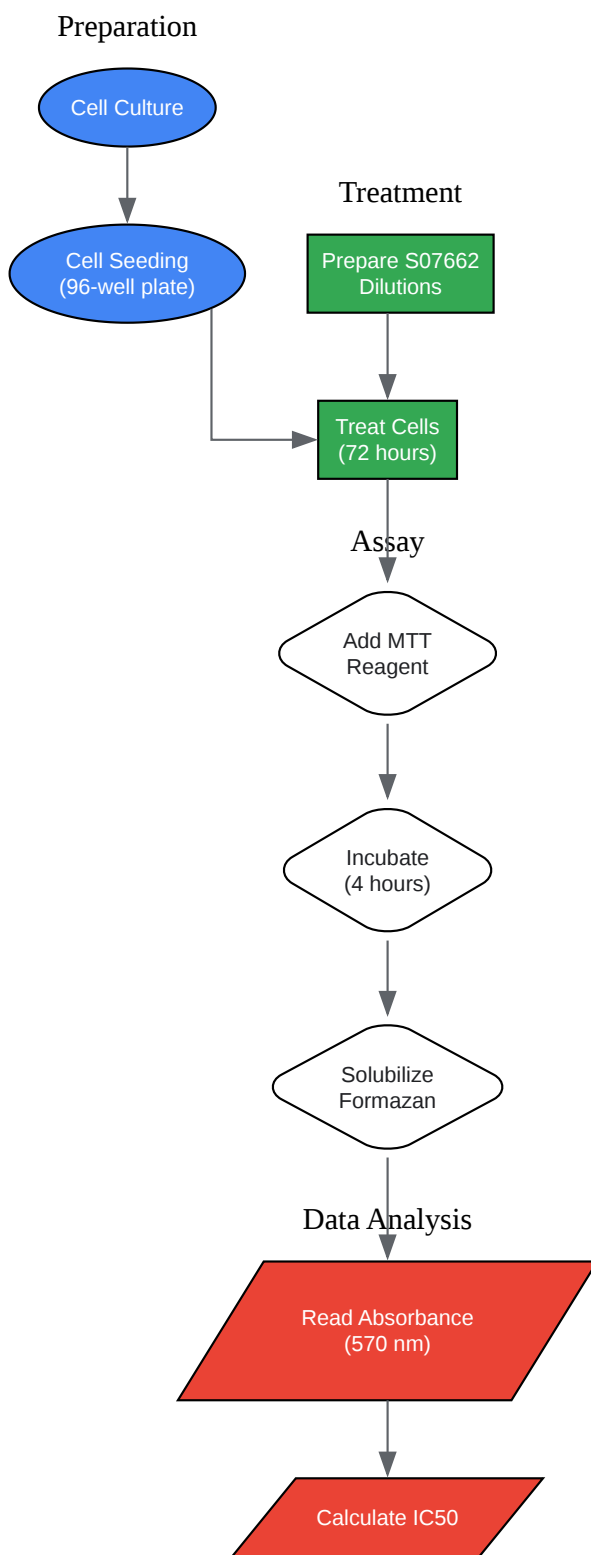 Preparation
Cell Culture
Cell Seeding
(96-well plate)
Treatment
Prepare S07662
Dilutions
Treat Cells
(72 hours)
Assay
Add MTT
Reagent
Incubate
(4 hours)
Solubilize
Formazan
Data Analysis
Read Absorbance
(570 nm)
Calculate IC50